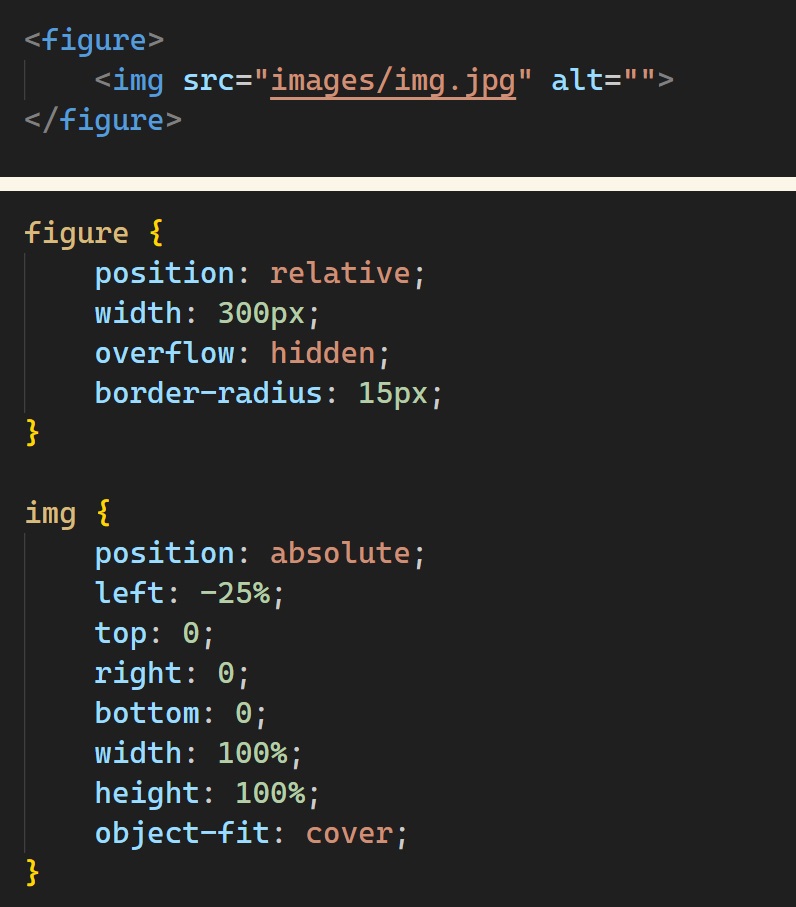 <figure>
    <img src="images/img.jpg" alt="">
</figure>
figure {
    position: relative;
    width: 300px;
    overflow: hidden;
    border-radius: 15px;
}
img {
    position: absolute;
    left: -25%;
    top: 0;
    right: 0;
    bottom: 0;
    width: 100%;
    height: 100%;
    object-fit: cover;
}